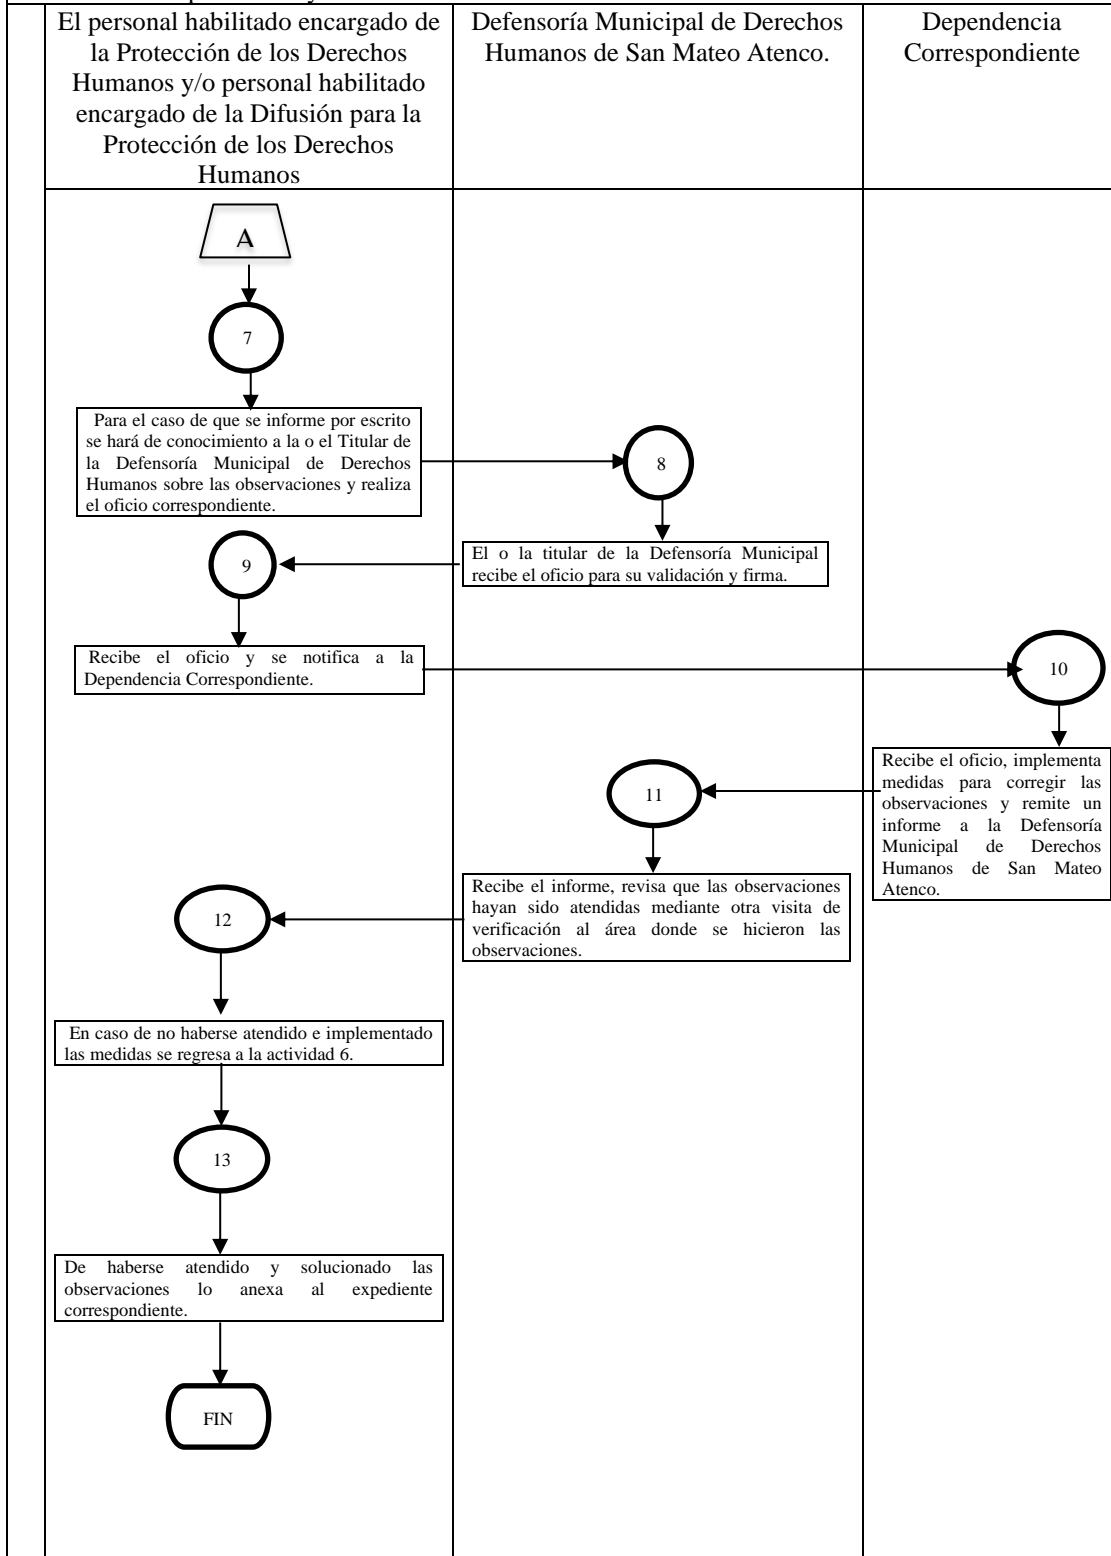 El personal habilitado encargado de
la Protección de los Derechos
Humanos y/o personal habilitado
encargado de la Difusión para la
Protección de los Derechos
Humanos
Defensoría Municipal de Derechos
Humanos de San Mateo Atenco.
Dependencia
Correspondiente
A
7
Para el caso de que se informe por escrito
se hará de conocimiento a la o el Titular de
la Defensoría Municipal de Derechos
Humanos sobre las observaciones y realiza
el oficio correspondiente.
8
El o la titular de la Defensoría Municipal
recibe el oficio para su validación y firma.
9
Recibe el oficio y se notifica a la
Dependencia Correspondiente.
10
Recibe el oficio, implementa
medidas para corregir las
observaciones y remite un
informe a la Defensoría
Municipal de Derechos
Humanos de San Mateo
Atenco.
11
Recibe el informe, revisa que las observaciones
hayan sido atendidas mediante otra visita de
verificación al área donde se hicieron las
observaciones.
12
En caso de no haberse atendido e implementado
las medidas se regresa a la actividad 6.
13
De haberse atendido y solucionado las
observaciones lo anexa al expediente
correspondiente.
FIN